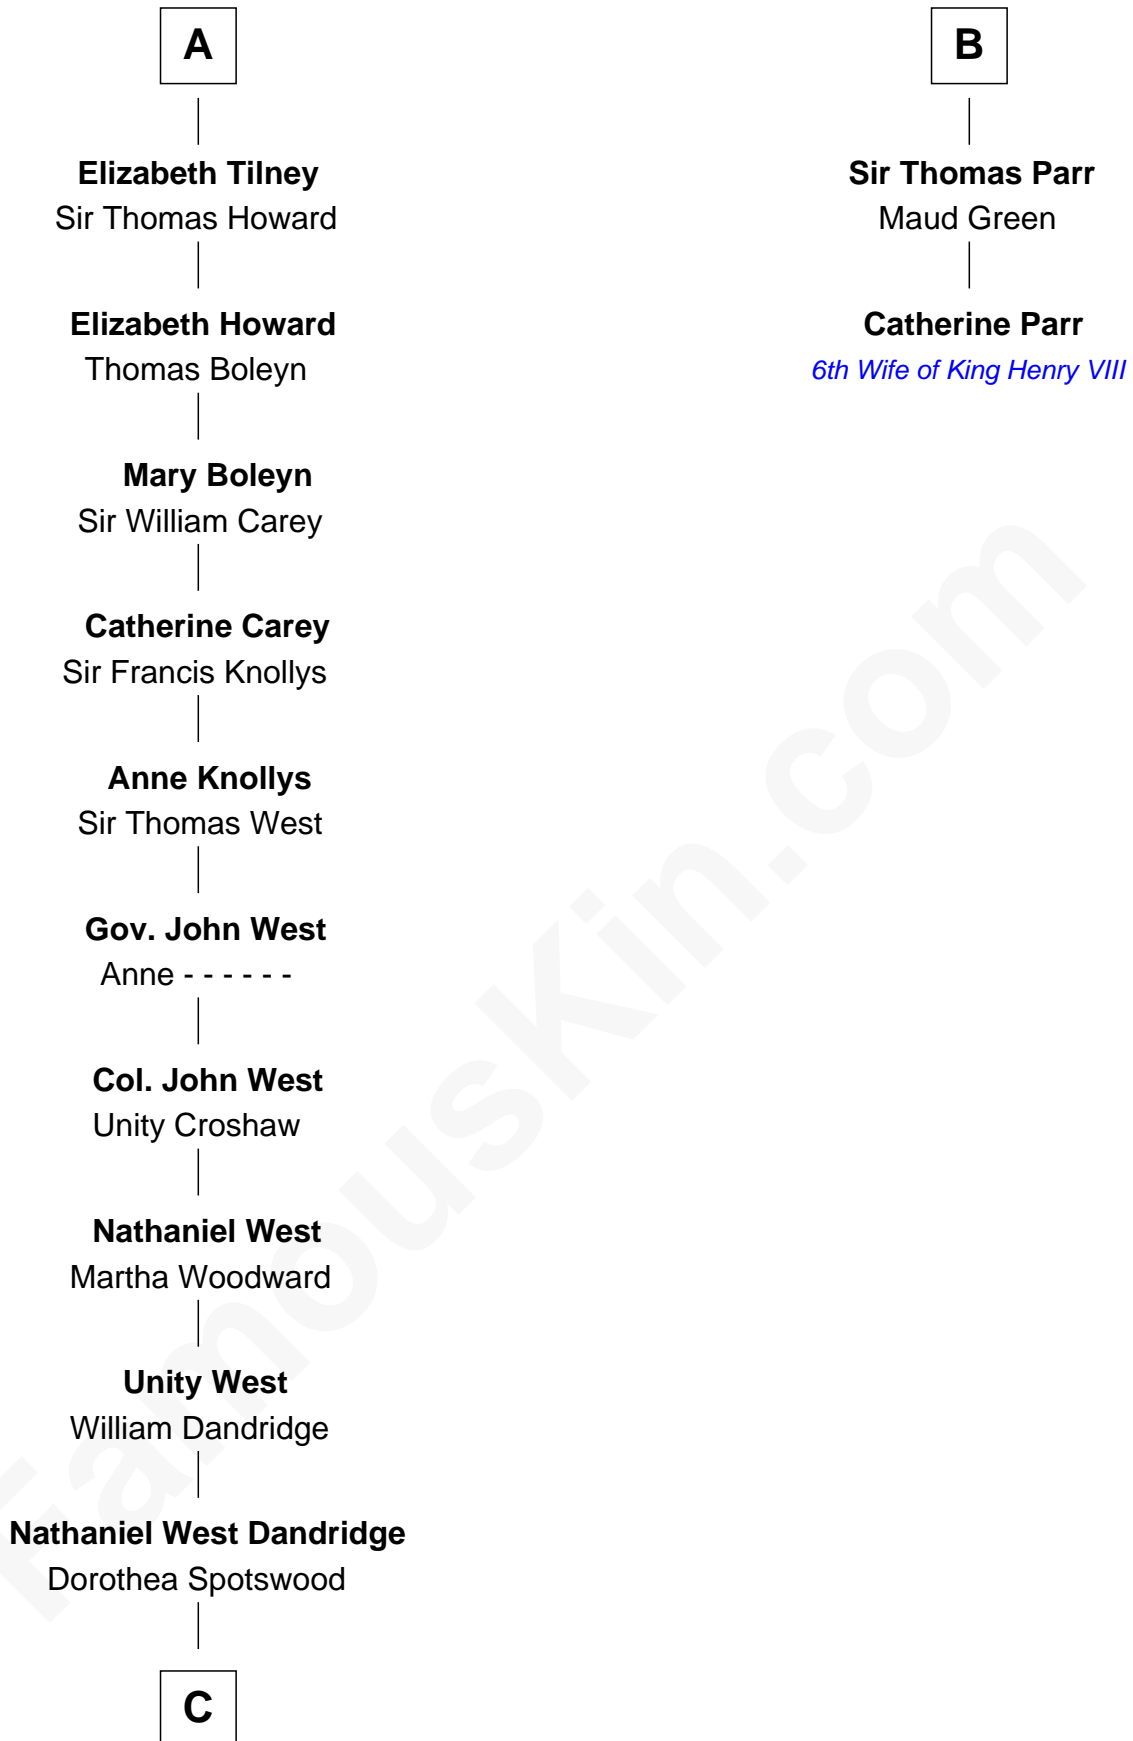 A
Elizabeth Tilney
Sir Thomas Howard
Elizabeth Howard
Thomas Boleyn
Mary Boleyn
Sir William Carey
Catherine Carey
Sir Francis Knollys
Anne Knollys
Sir Thomas West
Gov. John West
Anne - - - - - -
Col. John West
Unity Croshaw
Nathaniel West
Martha Woodward
Unity West
William Dandridge
Nathaniel West Dandridge
Dorothea Spotswood
C
B
Sir Thomas Parr
Maud Green
Catherine Parr
6th Wife of King Henry VIII
FamousKin.com